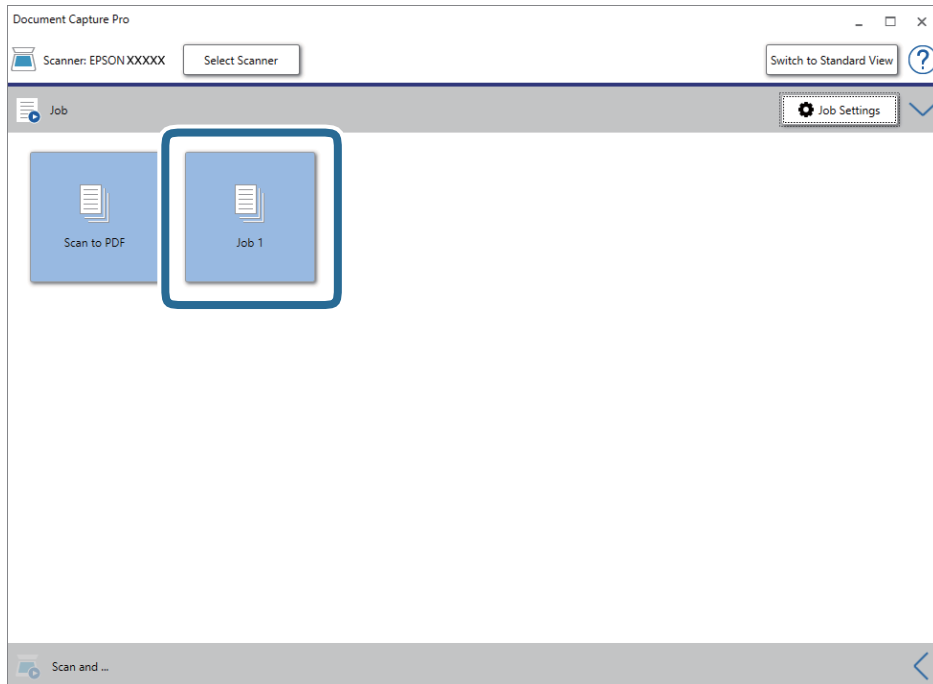 Document Capture Pro
Scanner: EPSON XXXXX
Select Scanner
Switch to Standard View
?
Job
Job Settings
Scan to PDF
Job 1
Scan and ...